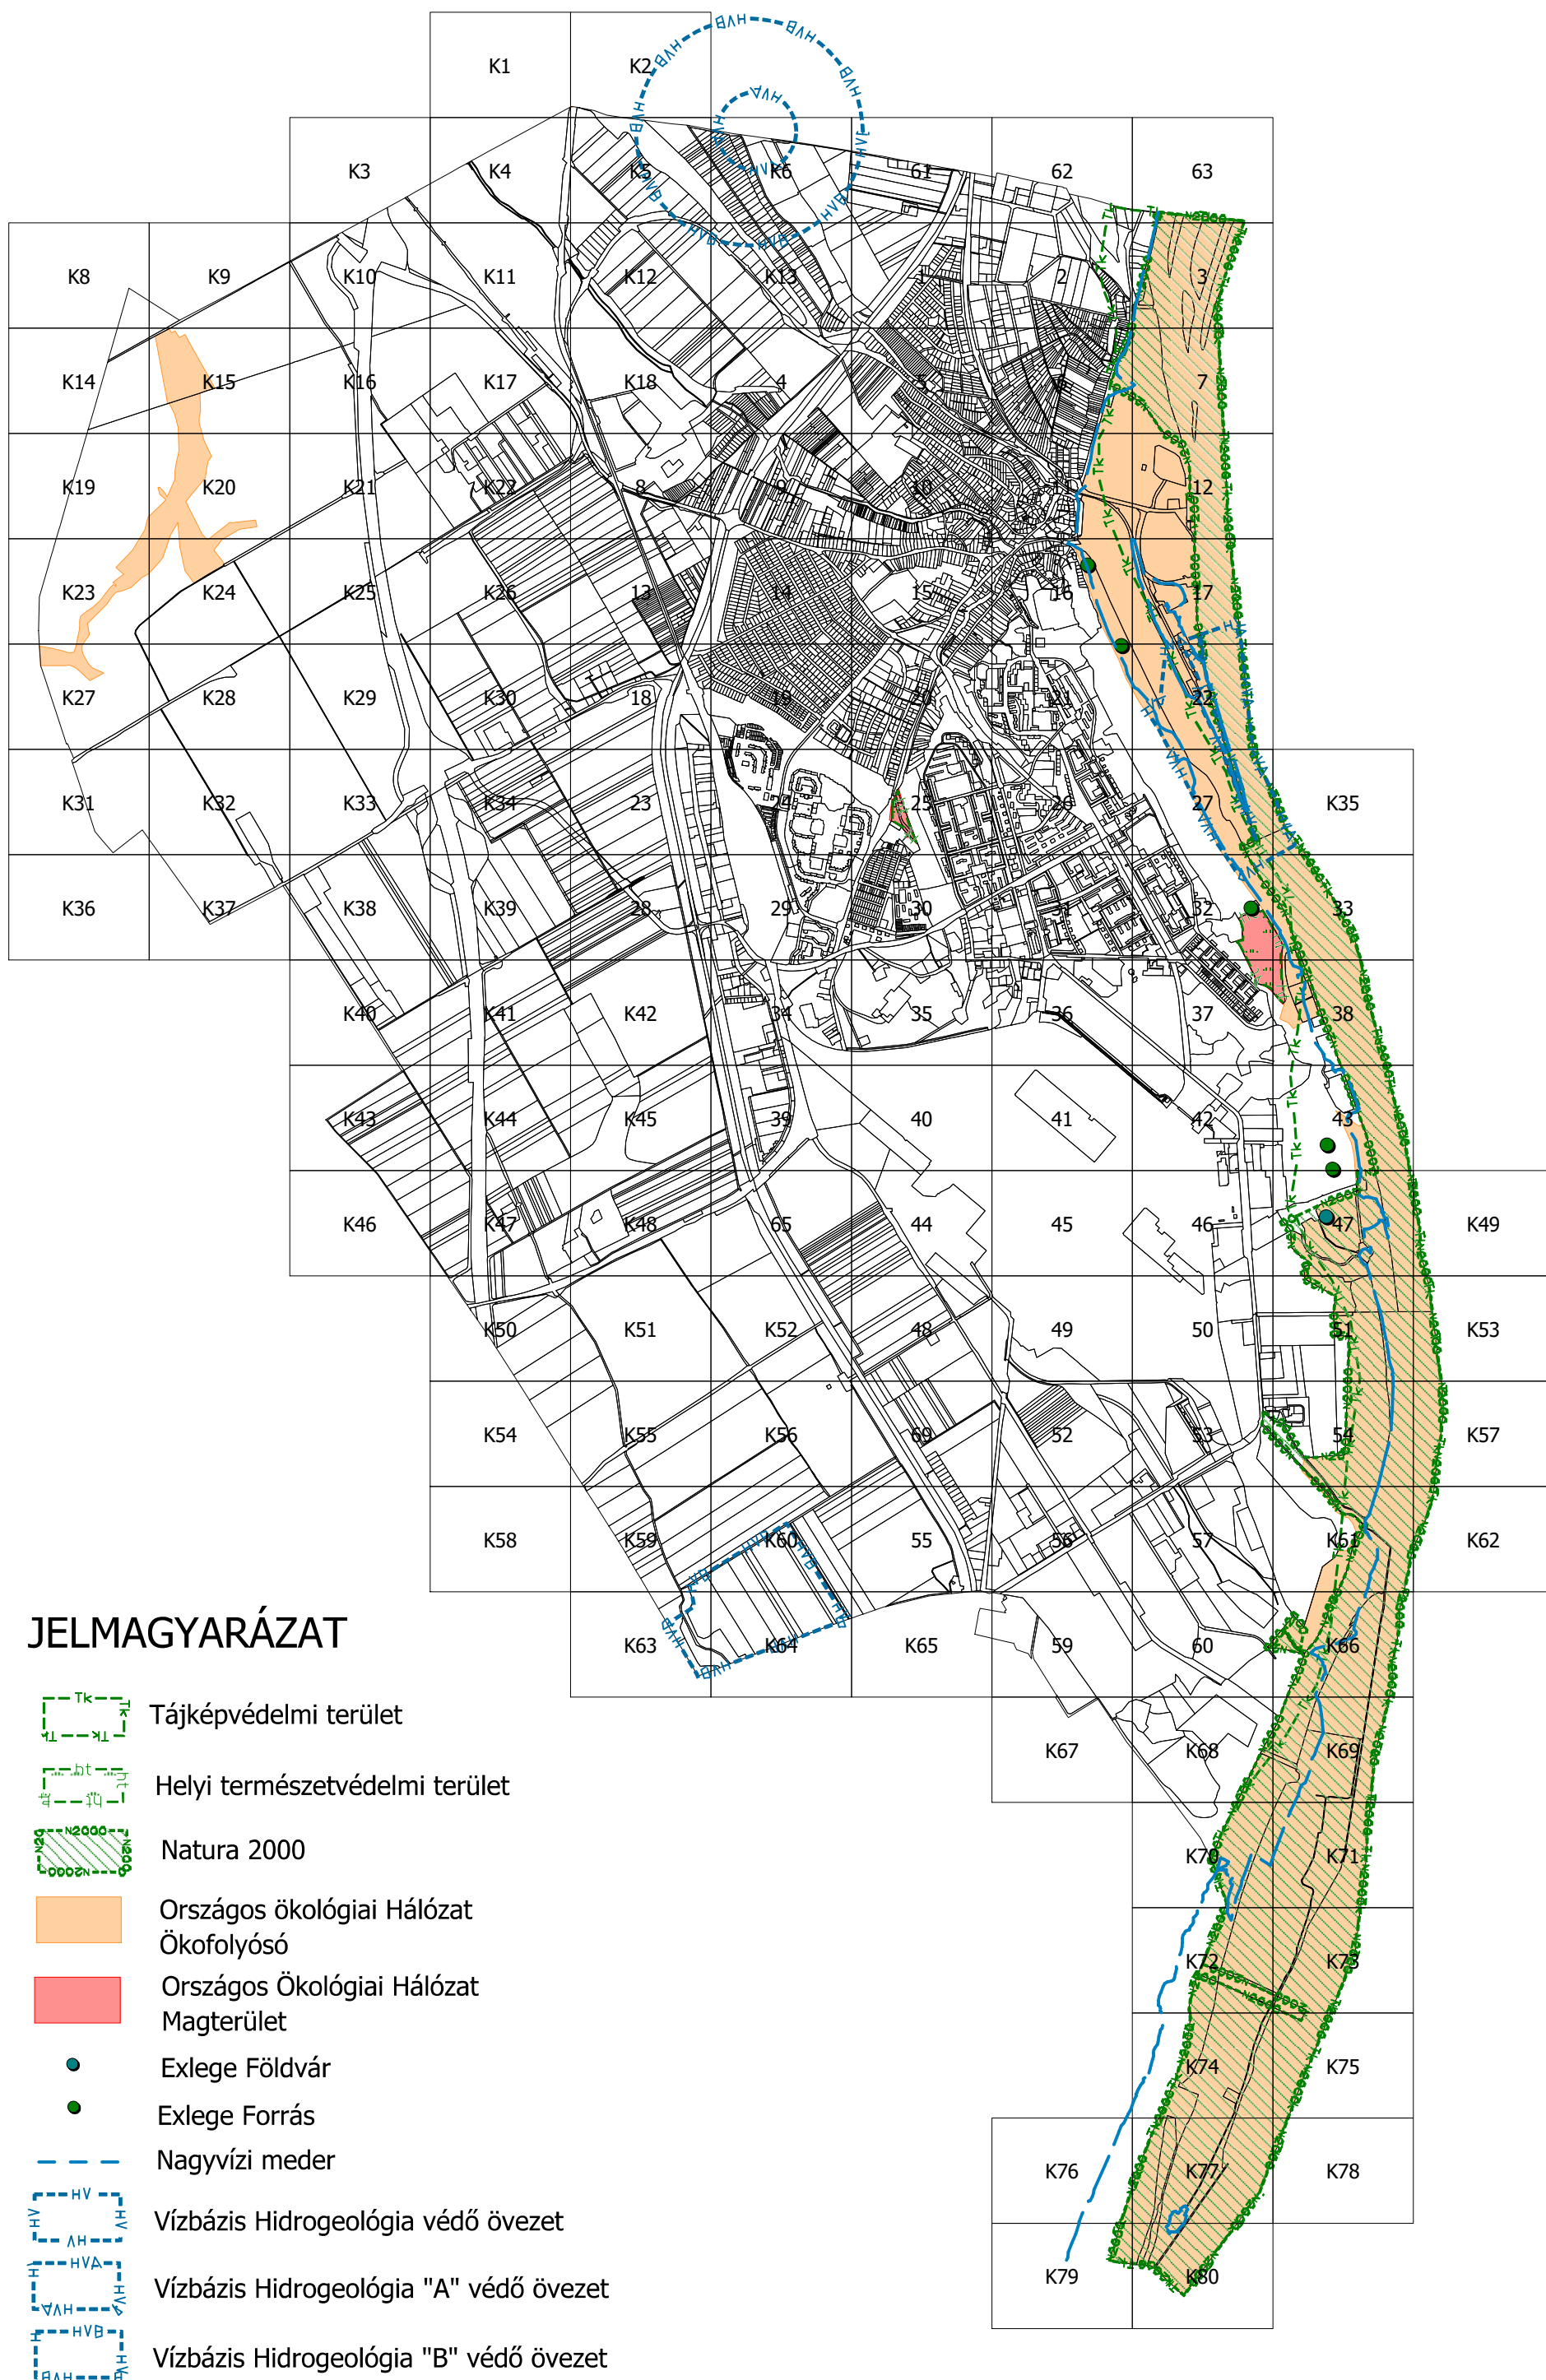 K1 K2
K3 K4 K5 K6 61 62 63
K8 K9 K10 K11 K12 K13 1 2 3
K14 K15 K16 K17 K18 4 5 6 7
K19 K20 K21 K22 8 9 10 11 12
K23 K24 K25 K26 13 14 15 16 17
K27 K28 K29 K30 18 19 20 21 22
K31 K32 K33 K34 23 25 26 27 K35
K36 K37 K38 K39 28 29 30 31 32 33
K40 K41 K42 34 35 36 37 38
K43 K44 K45 39 40 41 42 43
K46 K47 K48 65 44 45 46 47 K49
K50 K51 K52 48 49 50 51 K53
K54 K55 K56 69 52 53 54 K57
K58 K59 K60 55 56 57 K61 K62
K63 K64 K65 59 60 K66
K67 K68 K69
K70 K71
K72 K73
K74 K75
K76 K77 K78
K79 K80
JELMAGYARÁZAT
Tájképvédelmi terület
Helyi természetvédelmi terület
Natura 2000
Országos ökológiai Hálózat
Ökofolyósó
Országos Ökológiai Hálózat
Magterület
Exlege Földvár
Exlege Forrás
Nagyvízi meder
Vízbázis Hidrogeológia védő övezet
Vízbázis Hidrogeológia "A" védő övezet
Vízbázis Hidrogeológia "B" védő övezet